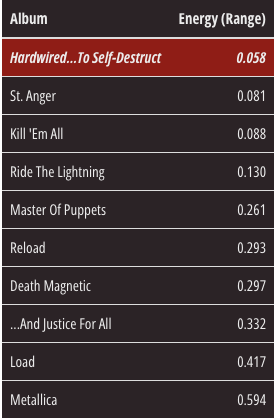 Album Energy (Range)
Hardwired...To Self-Destruct 0.058
St. Anger 0.081
Kill 'Em All 0.088
Ride The Lightning 0.130
Master Of Puppets 0.261
Reload 0.293
Death Magnetic 0.297
...And Justice For All 0.332
Load 0.417
Metallica 0.594